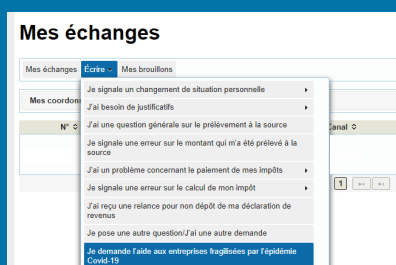 Mes échanges
Mes échanges Écrire Mes brouillons
Je signale un changement de situation personnelle
Mes coordon
J'ai besoin de justificatifs
N°
J'ai une question générale sur le prélèvement à la source
Canal
Je signale une erreur sur le montant qui m'a été prélevé à la
source
J'ai un problème concernant le paiement de mes impôts
1
Je signale une erreur sur le calcul de mon impôt
J'ai reçu une relance pour non dépôt de ma déclaration de
revenus
Je pose une autre question/J'ai une autre demande
Je demande l'aide aux entreprises fragilisées par l'épidémie
Covid-19